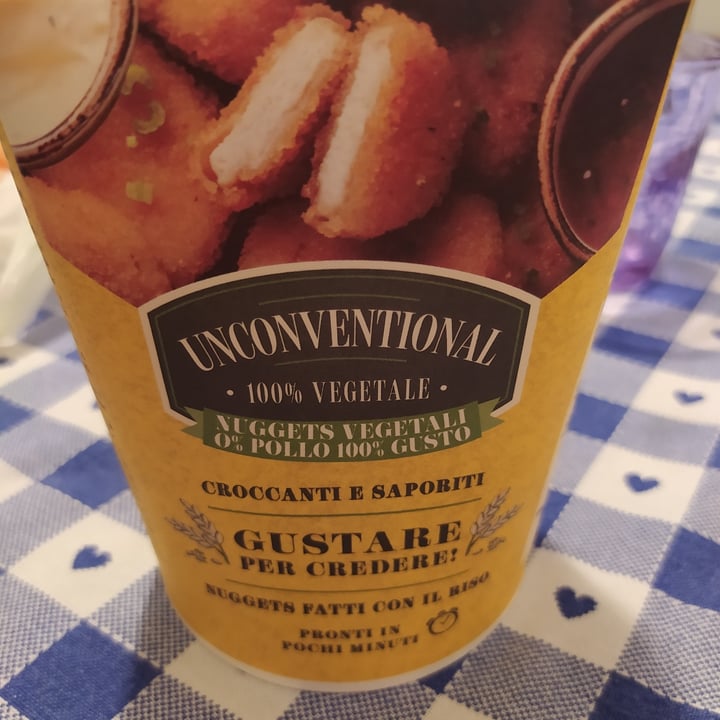 UNCONVENTIONAL
• 100% VEGETALE •
NUGGETS VEGETALI
0% POLLO 100% GUSTO
CROCCANTI E SAPORITI
GUSTARE
PER CREDERE!
NUGGETS FATTI CON IL RISO
PRONTI IN
POCHI MINUTI